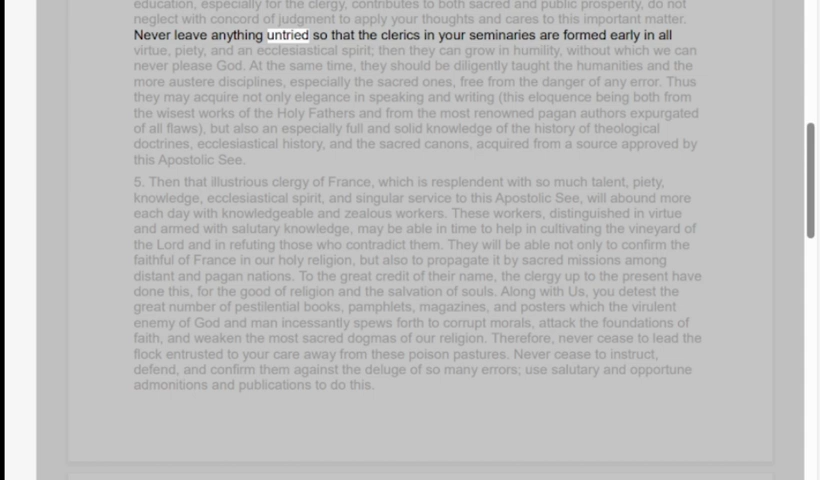 education, especially for the clergy, contributes to both sacred and public prosperity, do not
neglect with concord of judgment to apply your thoughts and cares to this important matter.
Never leave anything untried so that the clerics in your seminaries are formed early in all
virtue, piety, and an ecclesiastical spirit; then they can grow in humility, without which we can
never please God. At the same time, they should be diligently taught the humanities and the
more austere disciplines, especially the sacred ones, free from the danger of any error. Thus
they may acquire not only elegance in speaking and writing (this eloquence being both from
the wisest works of the Holy Fathers and from the most renowned pagan authors expurgated
of all flaws), but also an especially full and solid knowledge of the history of theological
doctrines, ecclesiastical history, and the sacred canons, acquired from a source approved by
this Apostolic See.
5. Then that illustrious clergy of France, which is resplendent with so much talent, piety,
knowledge, ecclesiastical spirit, and singular service to this Apostolic See, will abound more
each day with knowledgeable and zealous workers. These workers, distinguished in virtue
and armed with salutary knowledge, may be able in time to help in cultivating the vineyard of
the Lord and in refuting those who contradict them. They will be able not only to confirm the
faithful of France in our holy religion, but also to propagate it by sacred missions among
distant and pagan nations. To the great credit of their name, the clergy up to the present have
done this, for the good of religion and the salvation of souls. Along with Us, you detest the
great number of pestilential books, pamphlets, magazines, and posters which the virulent
enemy of God and man incessantly spews forth to corrupt morals, attack the foundations of
faith, and weaken the most sacred dogmas of our religion. Therefore, never cease to lead the
flock entrusted to your care away from these poison pastures. Never cease to instruct,
defend, and confirm them against the deluge of so many errors; use salutary and opportune
admonitions and publications to do this.